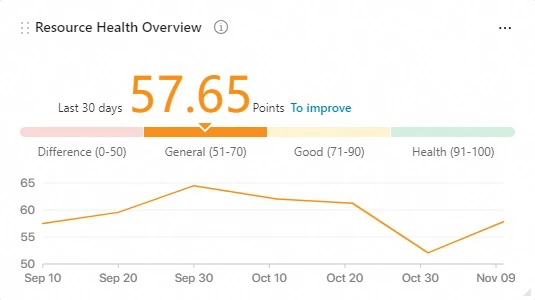 Resource Health Overview
Last 30 days 57.65 Points To improve
Difference (0-50) General (51-70) Good (71-90) Health (91-100)
65
60
55
50
Sep 10 Sep 20 Sep 30 Oct 10 Oct 20 Oct 30 Nov 09